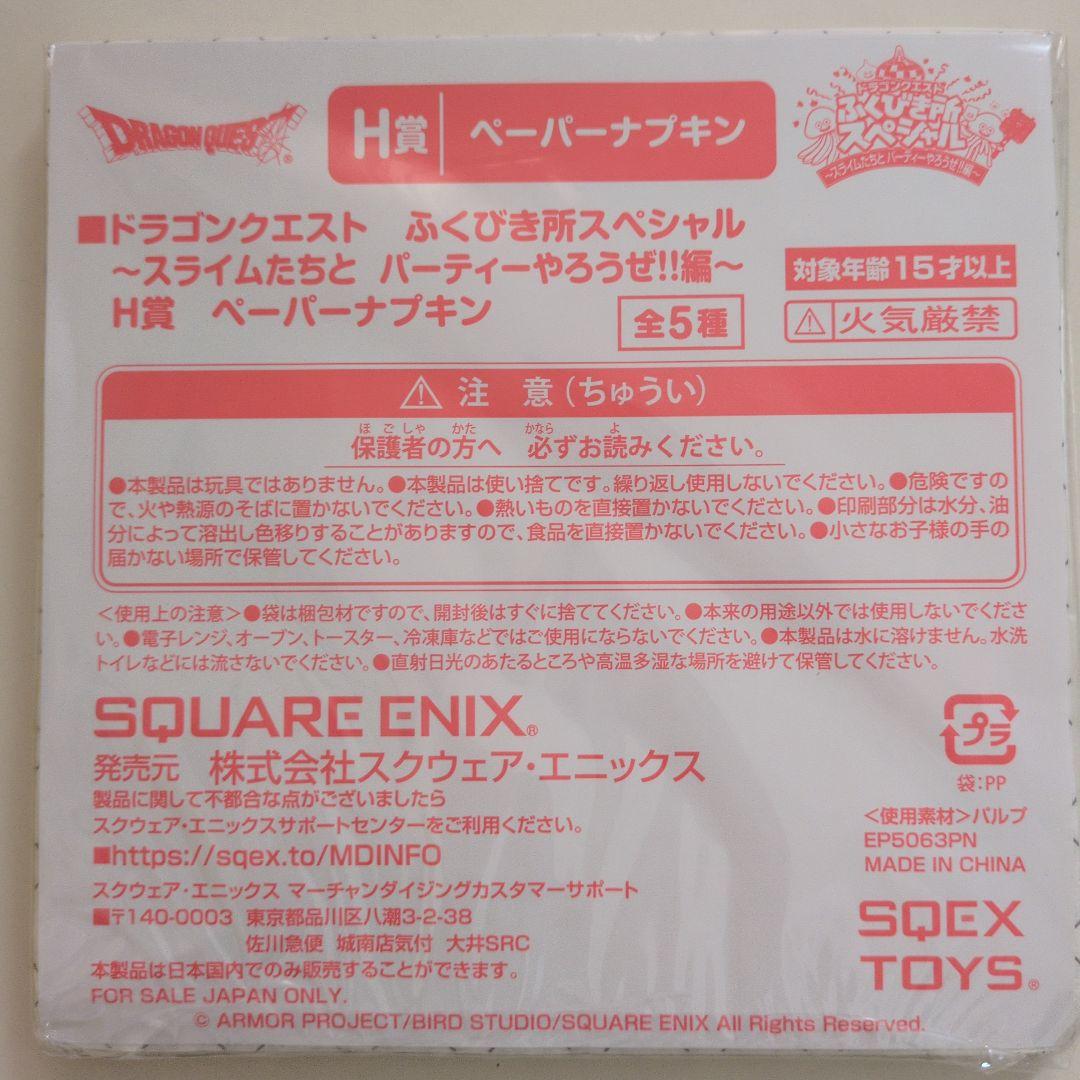 DRAGON QUEST
H賞 ペーパーナプキン
ドラゴンクエスト
ふくびき所
スペシャル
～スライムたちと パーティーやろうぜ!!編～
■ドラゴンクエスト ふくびき所スペシャル
～スライムたちと パーティーやろうぜ!!編～
H賞 ペーパーナプキン
全5種
対象年齢15才以上
⚠火気厳禁
⚠ 注 意(ちゅうい)
ほごしゃ かた かなら よ
保護者の方へ 必ずお読みください。
●本製品は玩具ではありません。●本製品は使い捨てです。繰り返し使用しないでください。●危険ですの
で、火や熱源のそばに置かないでください。●熱いものを直接置かないでください。●印刷部分は水分、油
分によって溶出し色移りすることがありますので、食品を直接置かないでください。●小さなお子様の手の
届かない場所で保管してください。
＜使用上の注意＞●袋は梱包材ですので、開封後はすぐに捨ててください。●本来の用途以外では使用しないでくださ
い。●電子レンジ、オーブン、トースター、冷凍庫などではご使用にならないでください。●本製品は水に溶けません。水洗
トイレなどには流さないでください。●直射日光のあたるところや高温多湿な場所を避けて保管してください。
SQUARE ENIX®
発売元 株式会社スクウェア・エニックス
製品に関して不都合な点がございましたら
スクウェア・エニックスサポートセンターをご利用ください。
■https://sqex.to/MDINFO
スクウェア・エニックス マーチャンダイジングカスタマーサポート
■〒140-0003 東京都品川区八潮3-2-38
佐川急便 城南店気付 大井SRC
本製品は日本国内でのみ販売することができます。
FOR SALE JAPAN ONLY.
プラ
袋:PP
＜使用素材＞パルプ
EP5063PN
MADE IN CHINA
SQEX
TOYS®
© ARMOR PROJECT/BIRD STUDIO/SQUARE ENIX All Rights Reserved.